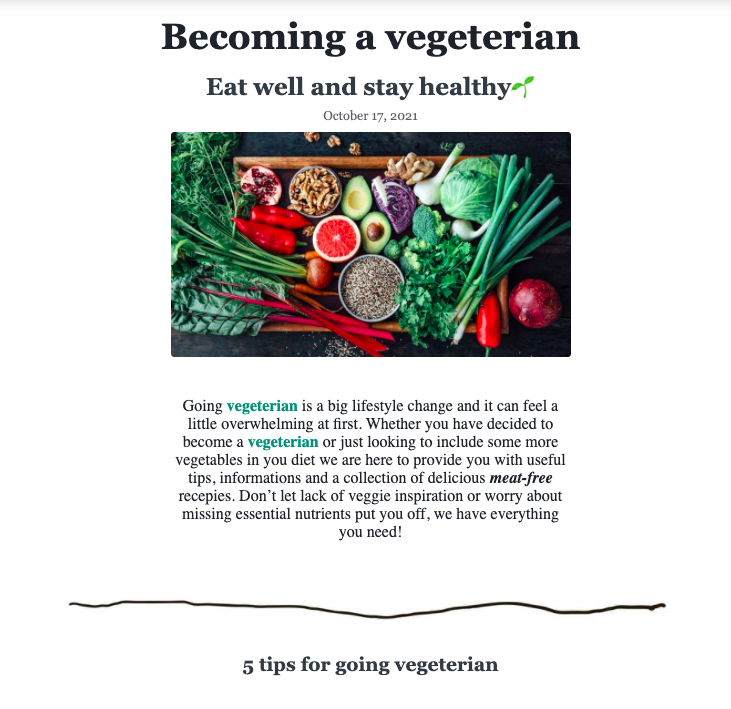 Becoming a vegeterian
Eat well and stay healthy🌱
October 17, 2021
Going vegeterian is a big lifestyle change and it can feel a
little overwhelming at first. Whether you have decided to
become a vegeterian or just looking to include some more
vegetables in you diet we are here to provide you with useful
tips, informations and a collection of delicious meat-free
recepies. Don’t let lack of veggie inspiration or worry about
missing essential nutrients put you off, we have everything
you need!
5 tips for going vegeterian